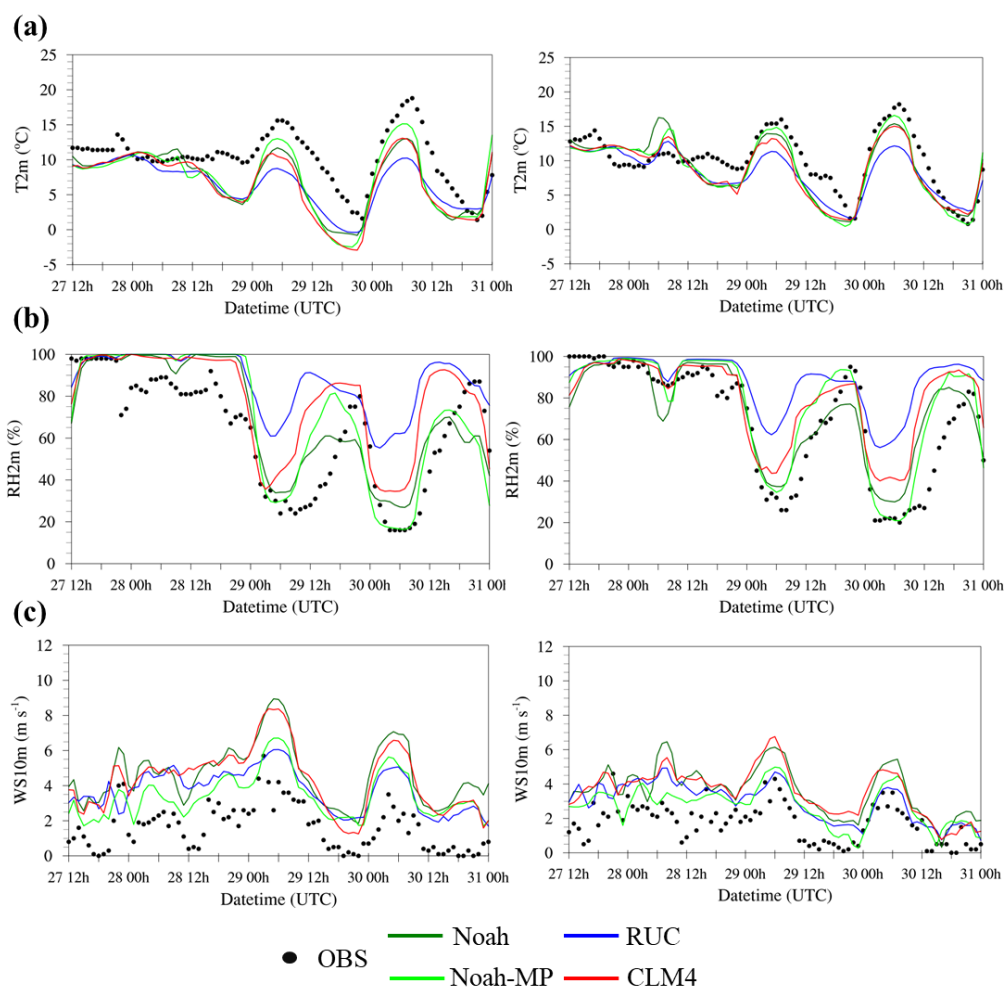 (a)
25
20
15
10
5
0
-5
T2m (ºC)
27 12h 28 00h 28 12h 29 00h 29 12h 30 00h 30 12h 31 00h
Datetime (UTC)
25
20
15
10
5
0
-5
T2m (ºC)
27 12h 28 00h 28 12h 29 00h 29 12h 30 00h 30 12h 31 00h
Datetime (UTC)
(b)
100
80
60
40
20
0
RH2m (%)
27 12h 28 00h 28 12h 29 00h 29 12h 30 00h 30 12h 31 00h
Datetime (UTC)
100
80
60
40
20
0
RH2m (%)
27 12h 28 00h 28 12h 29 00h 29 12h 30 00h 30 12h 31 00h
Datetime (UTC)
(c)
12
10
8
6
4
2
0
WS10m (m s⁻¹)
27 12h 28 00h 28 12h 29 00h 29 12h 30 00h 30 12h 31 00h
Datetime (UTC)
12
10
8
6
4
2
0
WS10m (m s⁻¹)
27 12h 28 00h 28 12h 29 00h 29 12h 30 00h 30 12h 31 00h
Datetime (UTC)
OBS
Noah
RUC
Noah-MP
CLM4